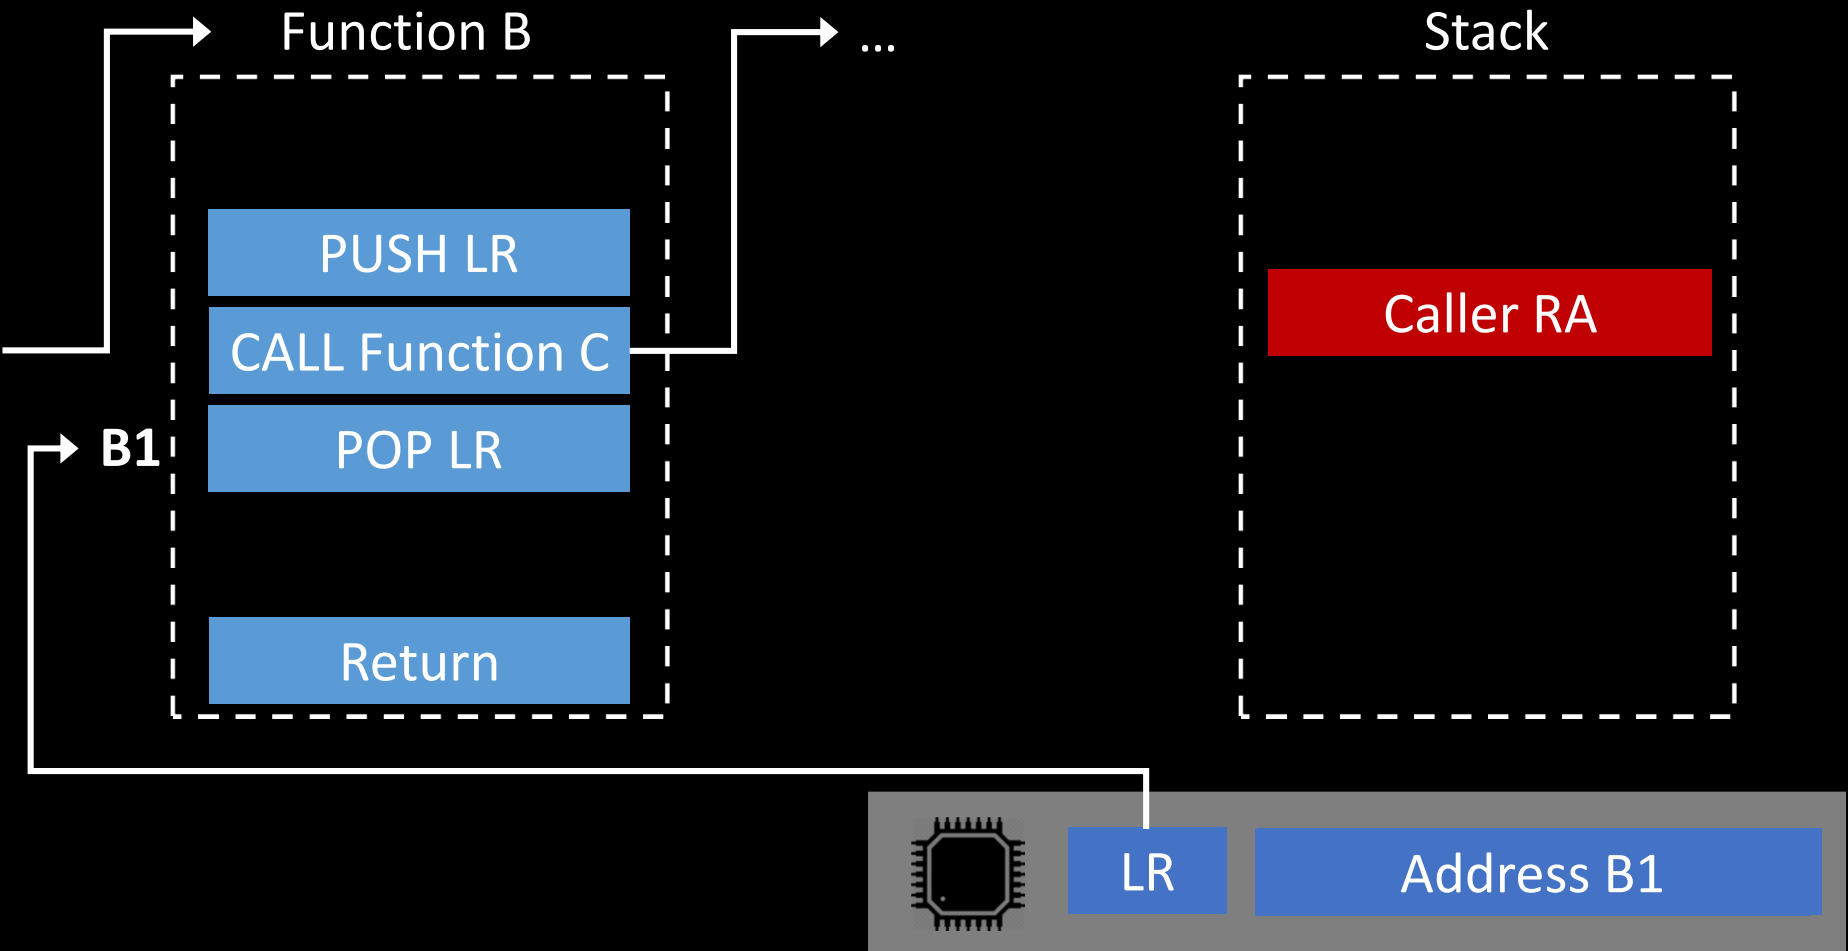 Function B
...
Stack
PUSH LR
CALL Function C
POP LR
Return
B1
Caller RA
LR
Address B1